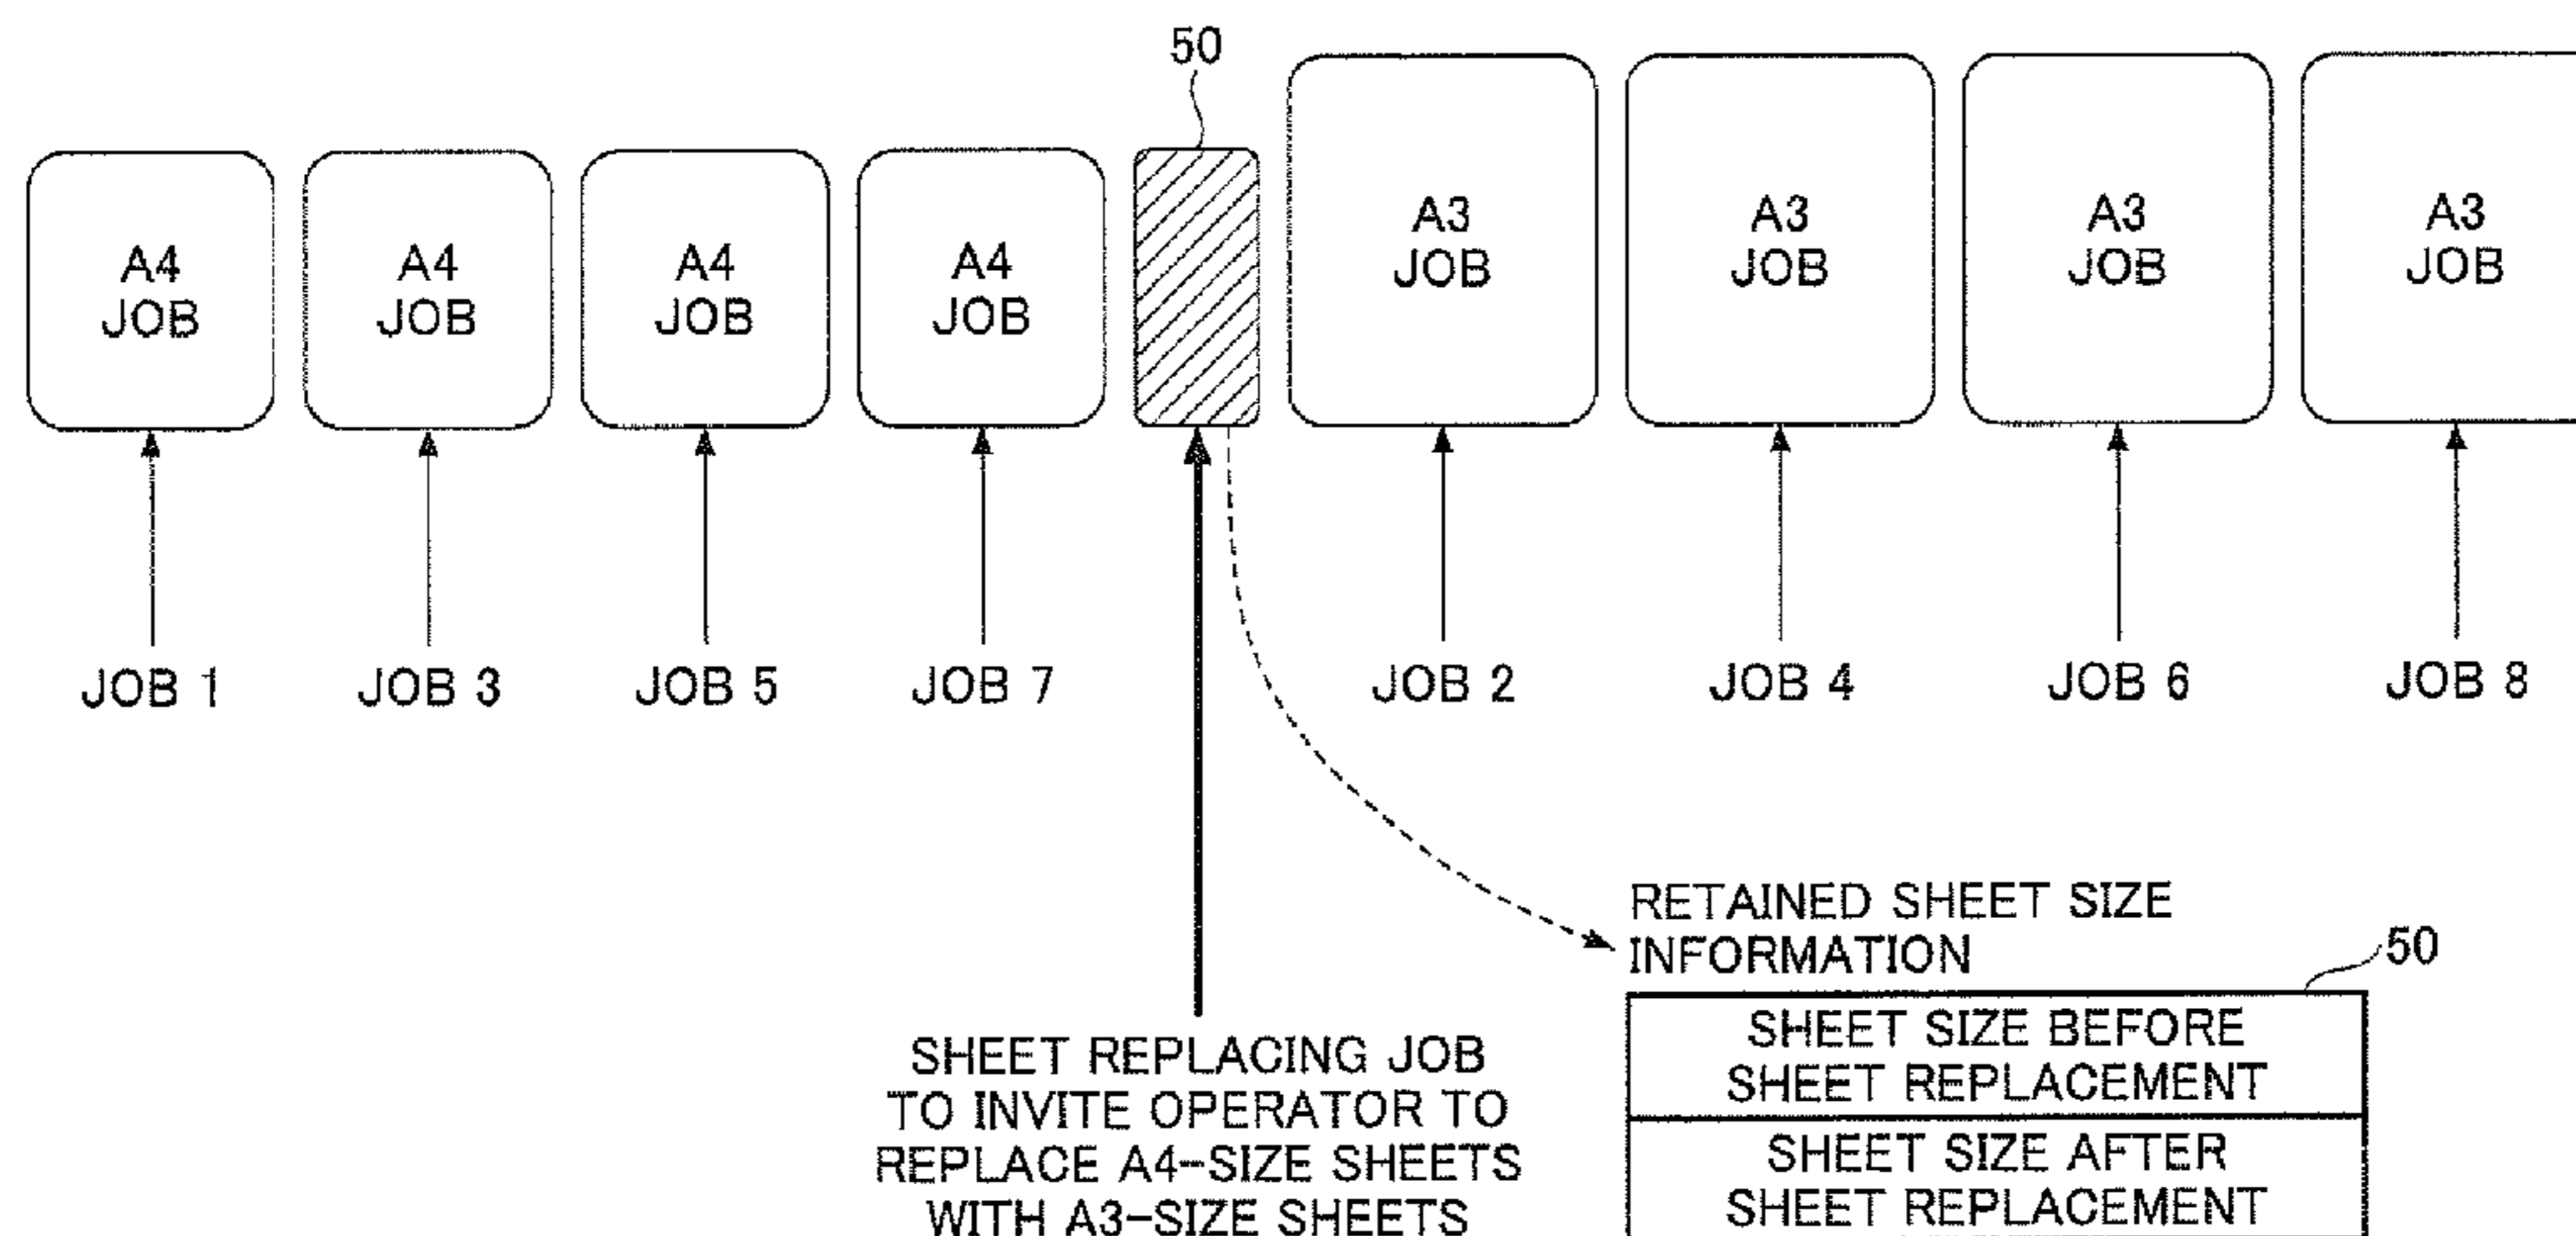 50
A4
JOB
A4
JOB
A4
JOB
A4
JOB
A3
JOB
A3
JOB
A3
JOB
A3
JOB
JOB 1
JOB 3
JOB 5
JOB 7
JOB 2
JOB 4
JOB 6
JOB 8
SHEET REPLACING JOB
TO INVITE OPERATOR TO
REPLACE A4-SIZE SHEETS
WITH A3-SIZE SHEETS
RETAINED SHEET SIZE
INFORMATION
50
SHEET SIZE BEFORE
SHEET REPLACEMENT
SHEET SIZE AFTER
SHEET REPLACEMENT